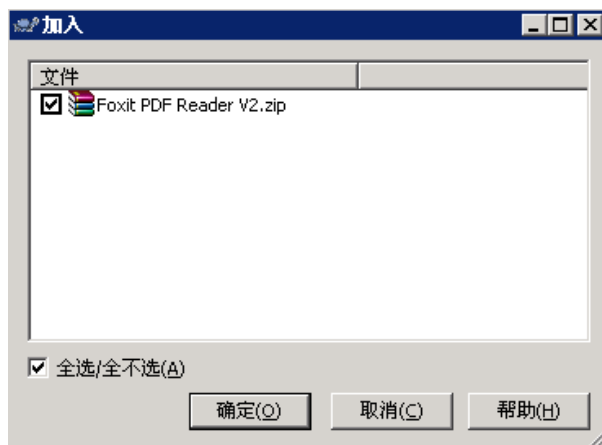 加入
文件
Foxit PDF Reader V2.zip
全选/全不选(A)
确定(O) 取消(C) 帮助(H)